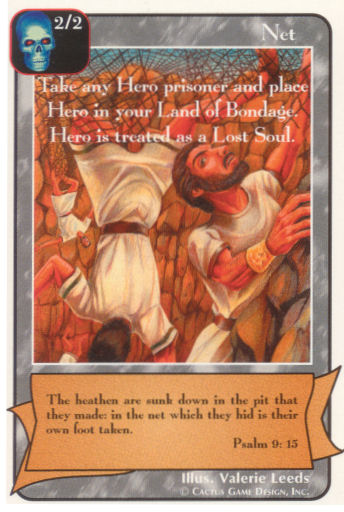 2/2
Net
Take any Hero prisoner and place
Hero in your Land of Bondage.
Hero is treated as a Lost Soul.
The heathen are sunk down in the pit that
they made: in the net which they hid is their
own foot taken.
Psalm 9: 15
Illus. Valerie Leeds
© Cactus Game Design, Inc.